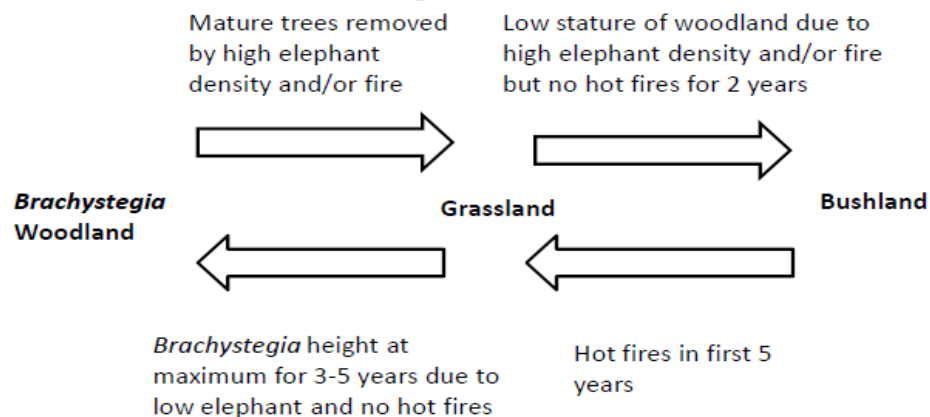 Mature trees removed
by high elephant
density and/or fire
Low stature of woodland due to
high elephant density and/or fire
but no hot fires for 2 years
Brachystegia
Woodland
Grassland
Bushland
Brachystegia height at
maximum for 3-5 years due to
low elephant and no hot fires
Hot fires in first 5
years